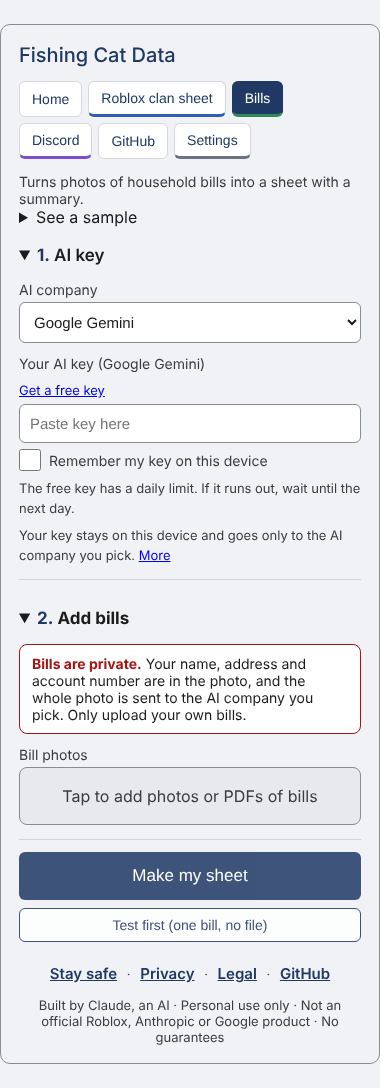 Fishing Cat Data
Home
Roblox clan sheet
Bills
Discord
GitHub
Settings
Turns photos of household bills into a sheet with a
summary.
See a sample
1. AI key
AI company
Google Gemini
Your AI key (Google Gemini)
Get a free key
Paste key here
Remember my key on this device
The free key has a daily limit. If it runs out, wait until the
next day.
Your key stays on this device and goes only to the AI
company you pick. More
2. Add bills
Bills are private. Your name, address and
account number are in the photo, and the
whole photo is sent to the AI company you
pick. Only upload your own bills.
Bill photos
Tap to add photos or PDFs of bills
Make my sheet
Test first (one bill, no file)
Stay safe · Privacy · Legal · GitHub
Built by Claude, an AI · Personal use only · Not an
official Roblox, Anthropic or Google product · No
guarantees